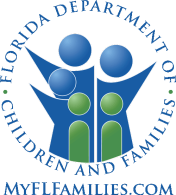 • FLORIDA DEPARTMENT OF •
CHILDREN AND FAMILIES
MYFLFAMILIES.COM